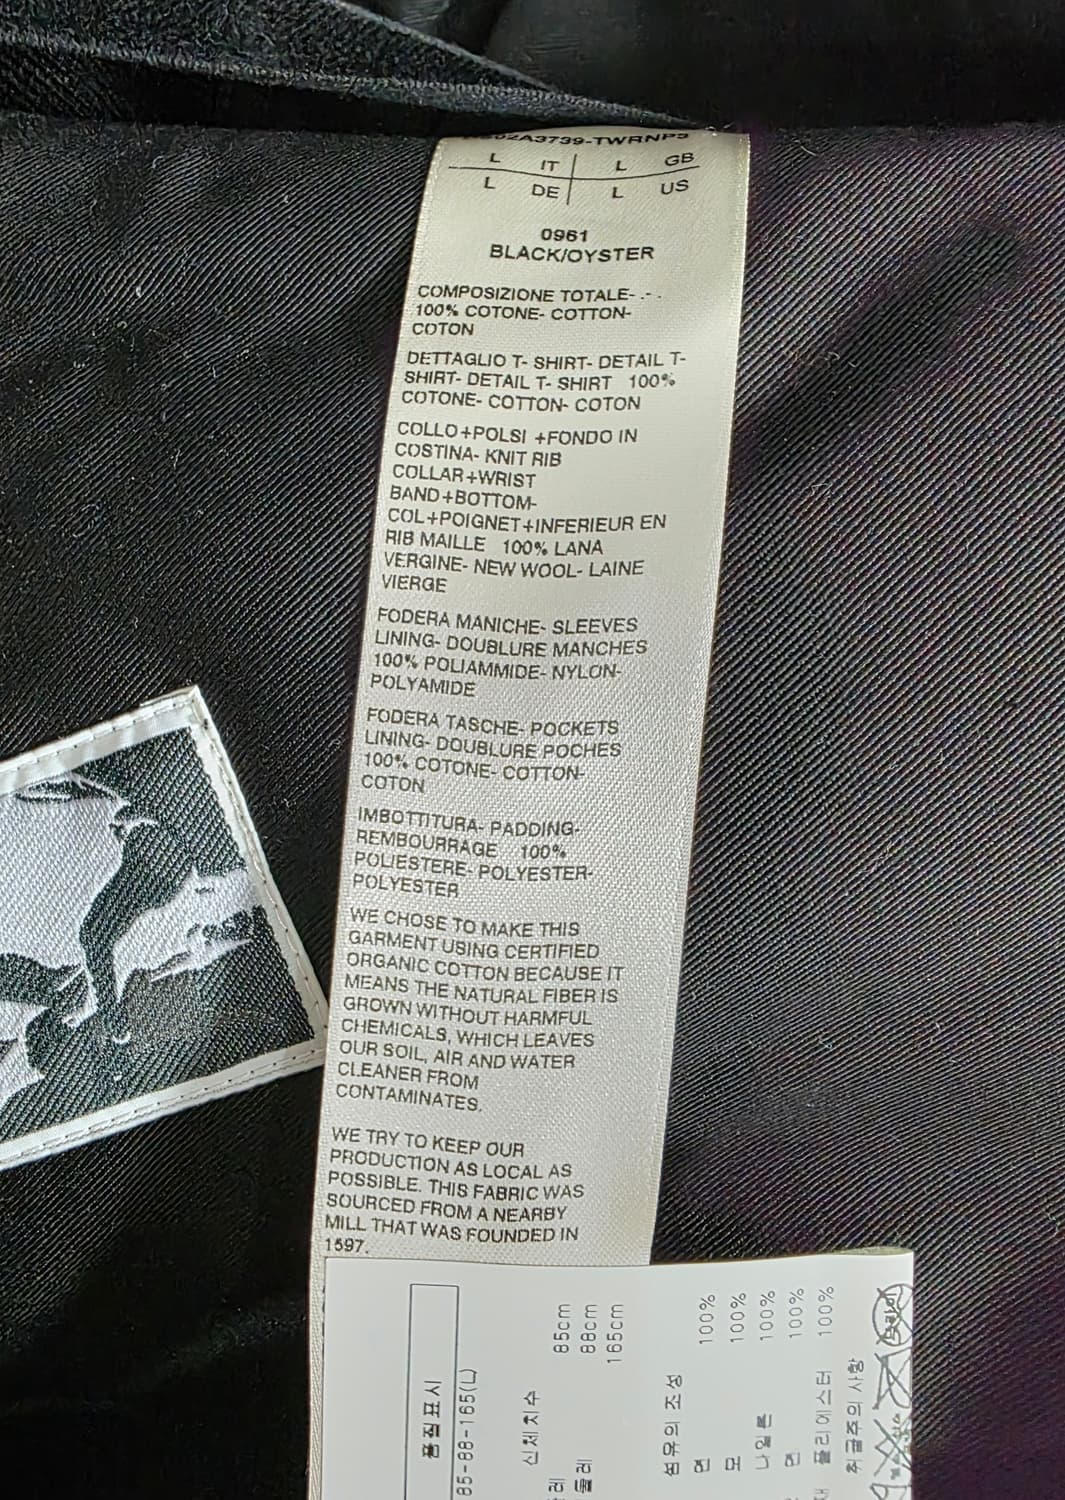 02A3739-TWRNP3
L IT L GB
L DE L US
0961
BLACK/OYSTER
COMPOSIZIONE TOTALE- .- .
100% COTONE- COTTON-
COTON
DETTAGLIO T- SHIRT- DETAIL T-
SHIRT- DETAIL T- SHIRT 100%
COTONE- COTTON- COTON
COLLO+POLSI +FONDO IN
COSTINA- KNIT RIB
COLLAR+WRIST
BAND+BOTTOM-
COL+POIGNET+INFERIEUR EN
RIB MAILLE 100% LANA
VERGINE- NEW WOOL- LAINE
VIERGE
FODERA MANICHE- SLEEVES
LINING- DOUBLURE MANCHES
100% POLIAMMIDE- NYLON-
POLYAMIDE
FODERA TASCHE- POCKETS
LINING- DOUBLURE POCHES
100% COTONE- COTTON-
COTON
IMBOTTITURA- PADDING-
REMBOURRAGE 100%
POLIESTERE- POLYESTER-
POLYESTER
WE CHOSE TO MAKE THIS
GARMENT USING CERTIFIED
ORGANIC COTTON BECAUSE IT
MEANS THE NATURAL FIBER IS
GROWN WITHOUT HARMFUL
CHEMICALS, WHICH LEAVES
OUR SOIL, AIR AND WATER
CLEANER FROM
CONTAMINATES.
WE TRY TO KEEP OUR
PRODUCTION AS LOCAL AS
POSSIBLE. THIS FABRIC WAS
SOURCED FROM A NEARBY
MILL THAT WAS FOUNDED IN
1597.
품질표시
85-88-165(L)
신체치수
85cm
88cm
165cm
섬유의 조성
면 100%
모 100%
나일론 100%
면 100%
폴리에스터 100%
취급주의사항